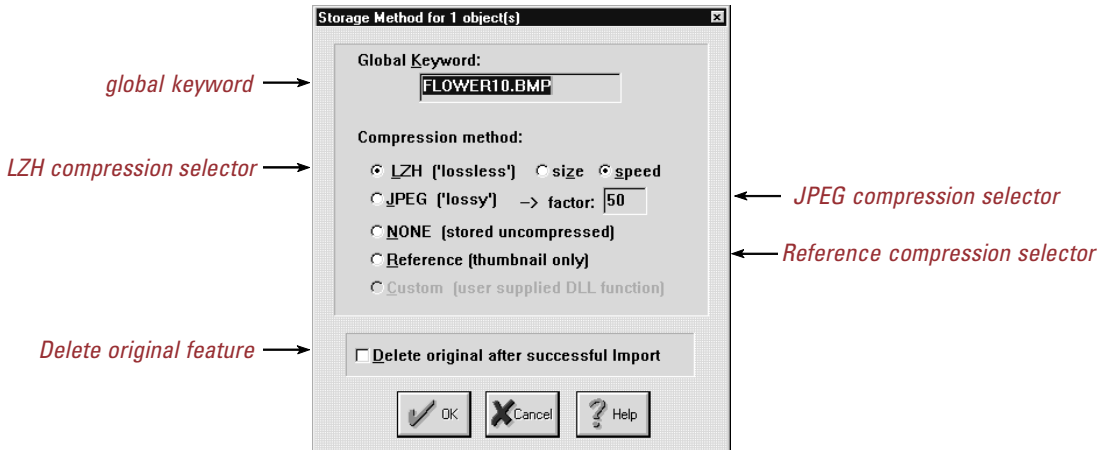 Storage Method for 1 object(s)
Global Keyword:
global keyword
FLOWER10.BMP
Compression method:
LZH compression selector
LZH ('lossless') size speed
JPEG ('lossy') –> factor: 50
JPEG compression selector
NONE (stored uncompressed)
Reference (thumbnail only)
Reference compression selector
Custom (user supplied DLL function)
Delete original feature
Delete original after successful Import
OK Cancel Help